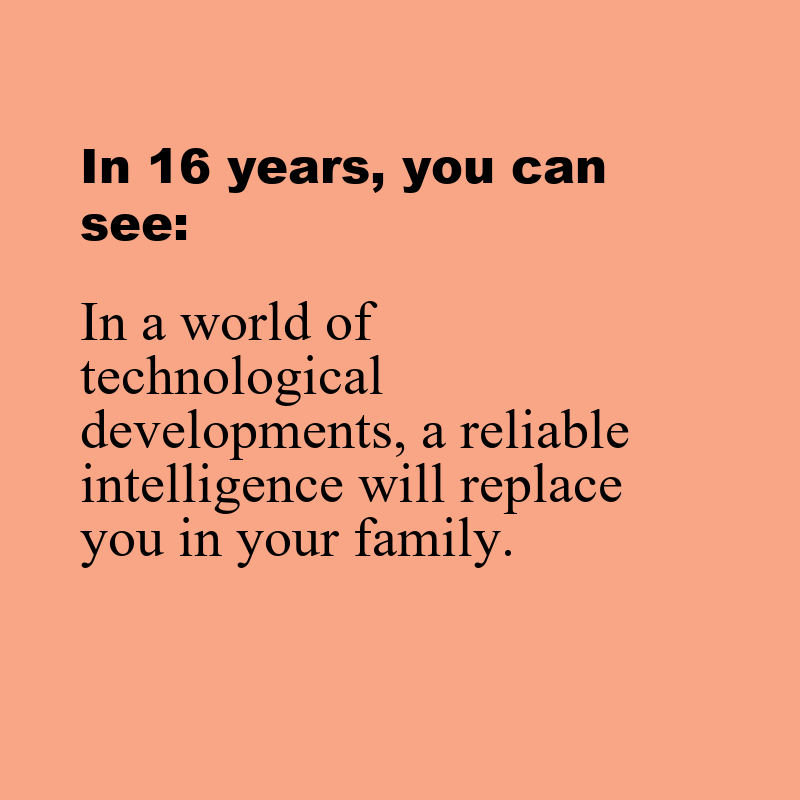 In 16 years, you can
see:
In a world of
technological
developments, a reliable
intelligence will replace
you in your family.